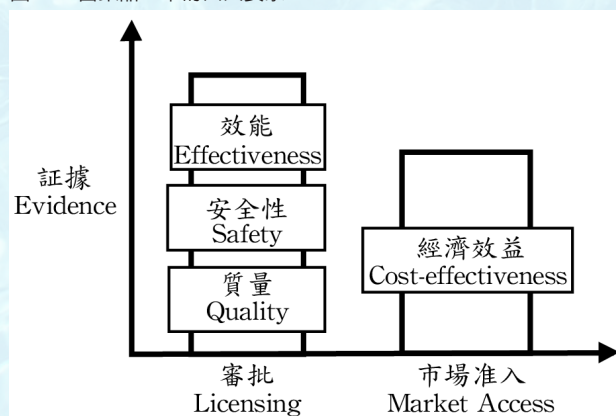 效能
Effectiveness
証據
Evidence
安全性
Safety
經濟效益
Cost-effectiveness
質量
Quality
審批
Licensing
市場准入
Market Access